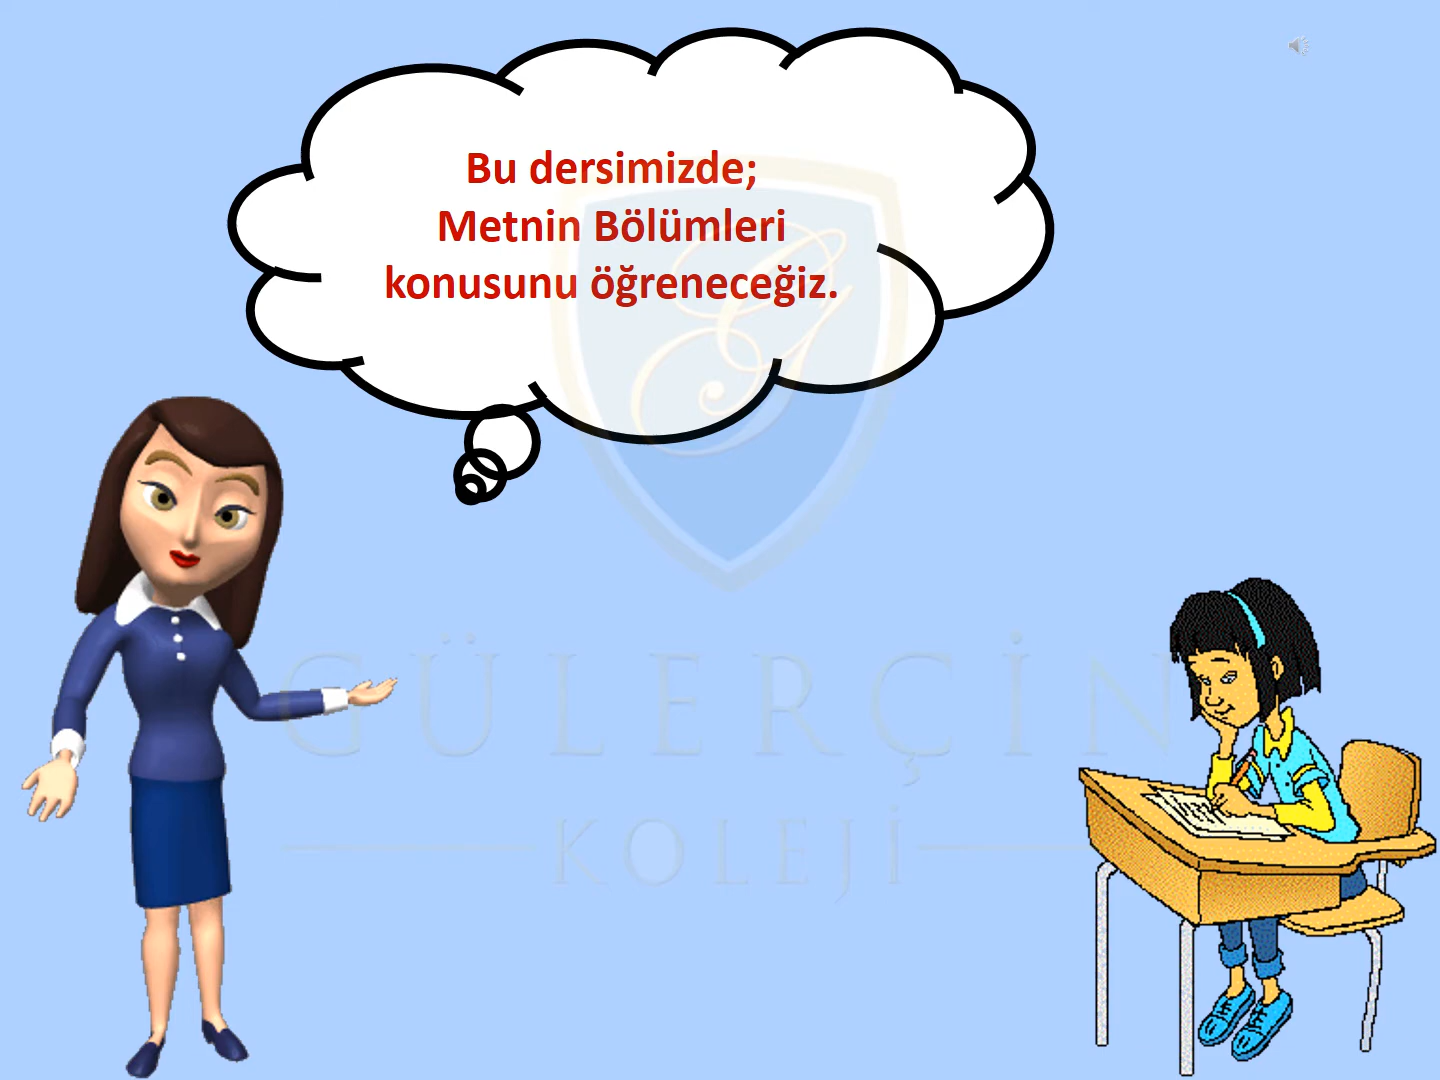 Bu dersimizde;
Metnin Bölümleri
konusunu öğreneceğiz.
GÜLERÇİN
KOLEJİ